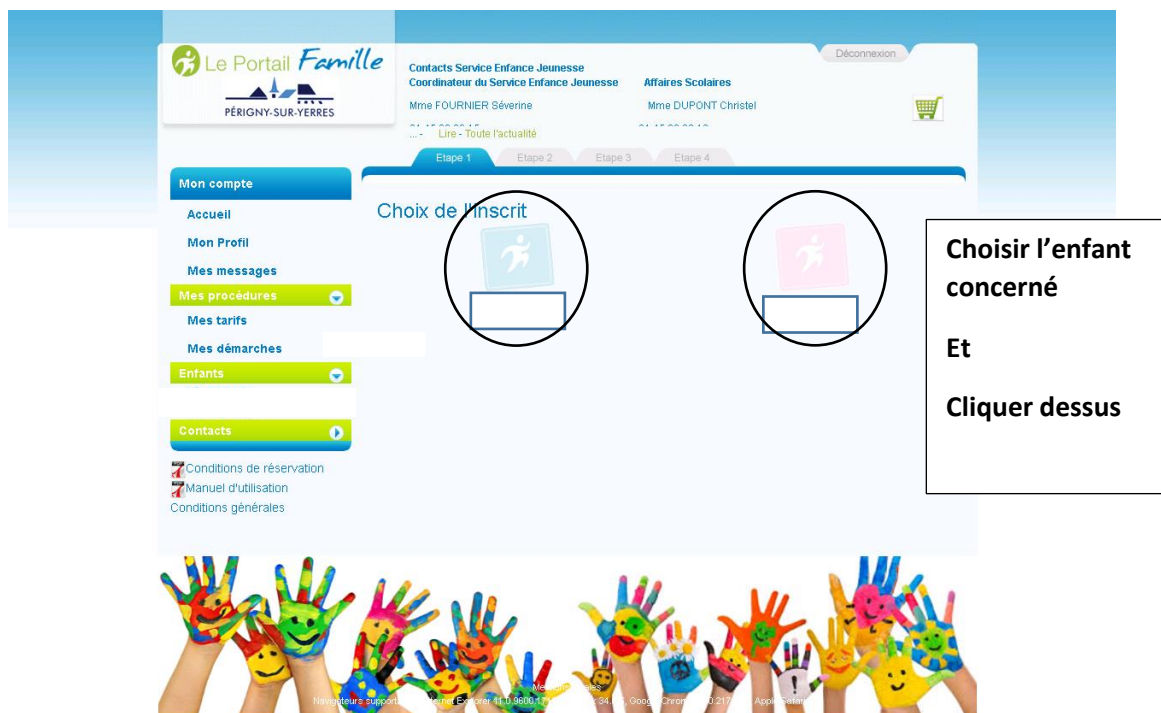 Le Portail Famille
PÉRIGNY-SUR-YERRES
Déconnexion
Contacts Service Enfance Jeunesse
Coordinateur du Service Enfance Jeunesse Affaires Scolaires
Mme FOURNIER Séverine Mme DUPONT Christel
... - Lire - Toute l'actualité
Etape 1 Etape 2 Etape 3 Etape 4
Mon compte
Accueil
Mon Profil
Mes messages
Mes procédures
Mes tarifs
Mes démarches
Enfants
Contacts
Conditions de réservation
Manuel d'utilisation
Conditions générales
Choix de l'inscrit
Choisir l'enfant
concerné
Et
Cliquer dessus
Navigateurs